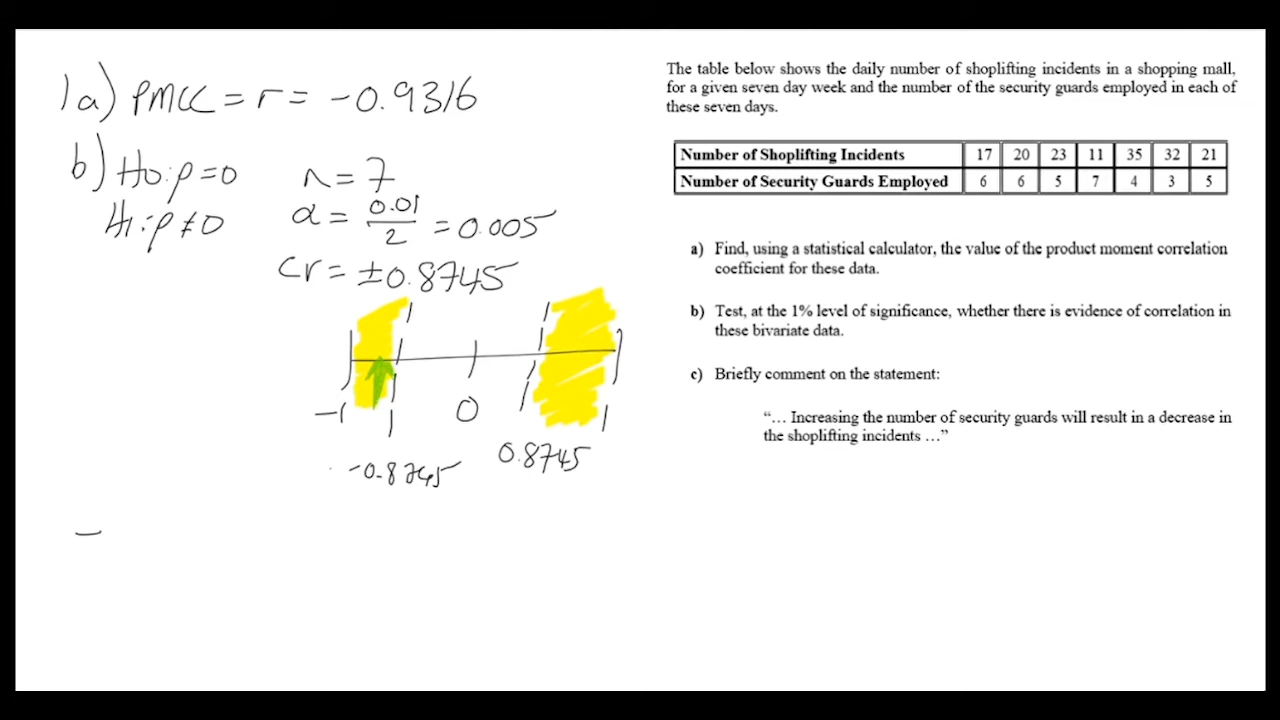 1a) PMCC = r = -0.9316
b) H0: ρ=0
H1: ρ≠0
n = 7
α = 0.01/2 = 0.005
cr = ±0.8745
-1
0
-0.8745
0.8745
The table below shows the daily number of shoplifting incidents in a shopping mall,
for a given seven day week and the number of the security guards employed in each of
these seven days.
Number of Shoplifting Incidents 17 20 23 11 35 32 21
Number of Security Guards Employed 6 6 5 7 4 3 5
a) Find, using a statistical calculator, the value of the product moment correlation
coefficient for these data.
b) Test, at the 1% level of significance, whether there is evidence of correlation in
these bivariate data.
c) Briefly comment on the statement:
“… Increasing the number of security guards will result in a decrease in
the shoplifting incidents …”